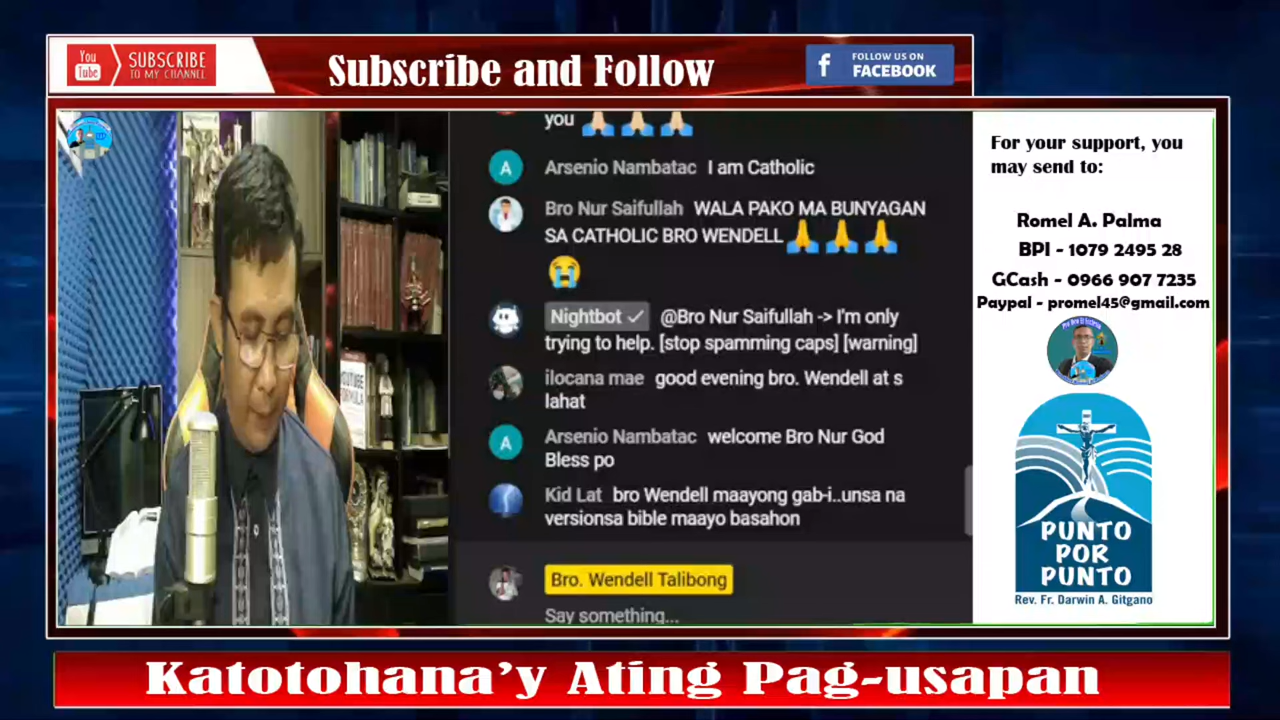 You
Tube
SUBSCRIBE
TO MY CHANNEL
Subscribe and Follow
FOLLOW US ON
FACEBOOK
you 🙏🏻 🙏🏻 🙏🏻
A Arsenio Nambatac I am Catholic
Bro Nur Saifullah WALA PAKO MA BUNYAGAN
SA CATHOLIC BRO WENDELL 🙏 🙏 🙏
😭
Nightbot ✓ @Bro Nur Saifullah -> I'm only
trying to help. [stop spamming caps] [warning]
ilocana mae good evening bro. Wendell at s
lahat
A Arsenio Nambatac welcome Bro Nur God
Bless po
Kid Lat bro Wendell maayong gab-i..unsa na
versionsa bible maayo basahon
Bro. Wendell Talibong
Say something...
For your support, you
may send to:
Romel A. Palma
BPI - 1079 2495 28
GCash - 0966 907 7235
Paypal - promel45@gmail.com
PUNTO
POR
PUNTO
Rev. Fr. Darwin A. Gitgano
Katotohana'y Ating Pag-usapan